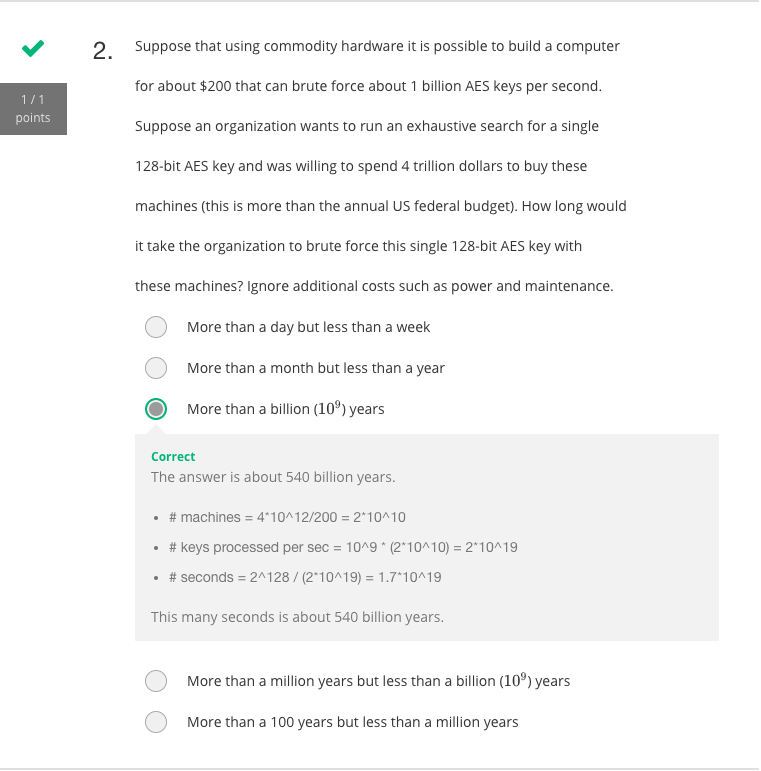 2.
Suppose that using commodity hardware it is possible to build a computer
1 / 1
points
for about $200 that can brute force about 1 billion AES keys per second.
Suppose an organization wants to run an exhaustive search for a single
128-bit AES key and was willing to spend 4 trillion dollars to buy these
machines (this is more than the annual US federal budget). How long would
it take the organization to brute force this single 128-bit AES key with
these machines? Ignore additional costs such as power and maintenance.
More than a day but less than a week
More than a month but less than a year
More than a billion (10⁹) years
Correct
The answer is about 540 billion years.
• # machines = 4*10^12/200 = 2*10^10
• # keys processed per sec = 10^9 * (2*10^10) = 2*10^19
• # seconds = 2^128 / (2*10^19) = 1.7*10^19
This many seconds is about 540 billion years.
More than a million years but less than a billion (10⁹) years
More than a 100 years but less than a million years